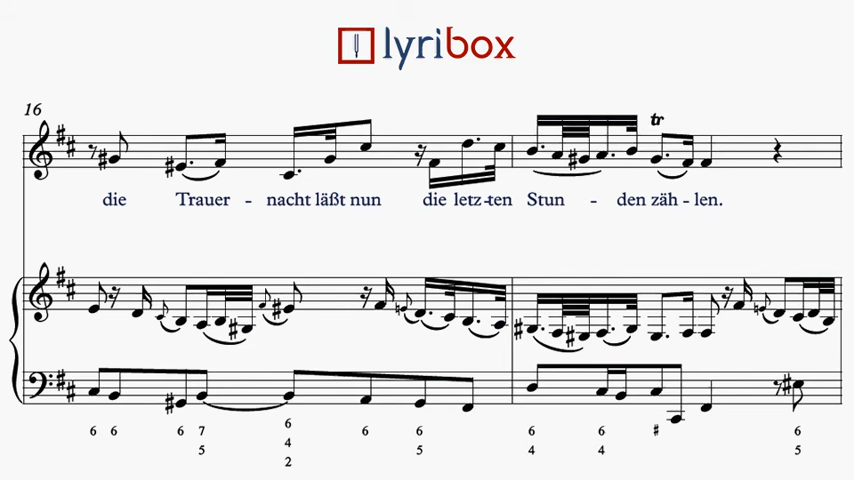 lyribox
16
tr
die Trauer - nacht läßt nun die letz-ten Stun - den zäh - len.
6 6 6 7 6 6 6 6 6 # 6
5 4 5 4 4 5
2